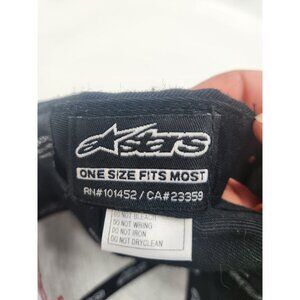 astars
ONE SIZE FITS MOST
RN#101452 / CA#23359
DO NOT BLEACH
DO NOT WRING
DO NOT IRON
DO NOT DRYCLEAN